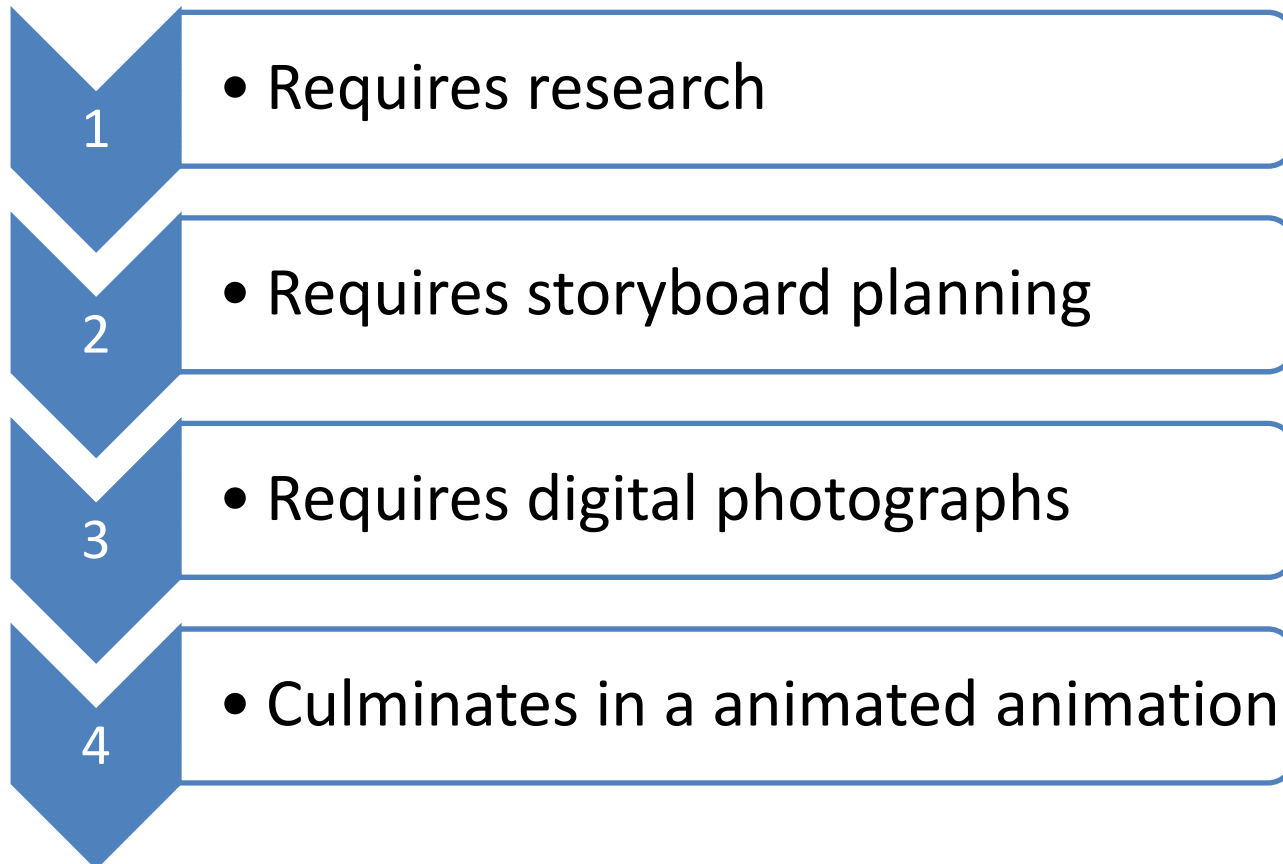 1
• Requires research
2
• Requires storyboard planning
3
• Requires digital photographs
4
• Culminates in a animated animation